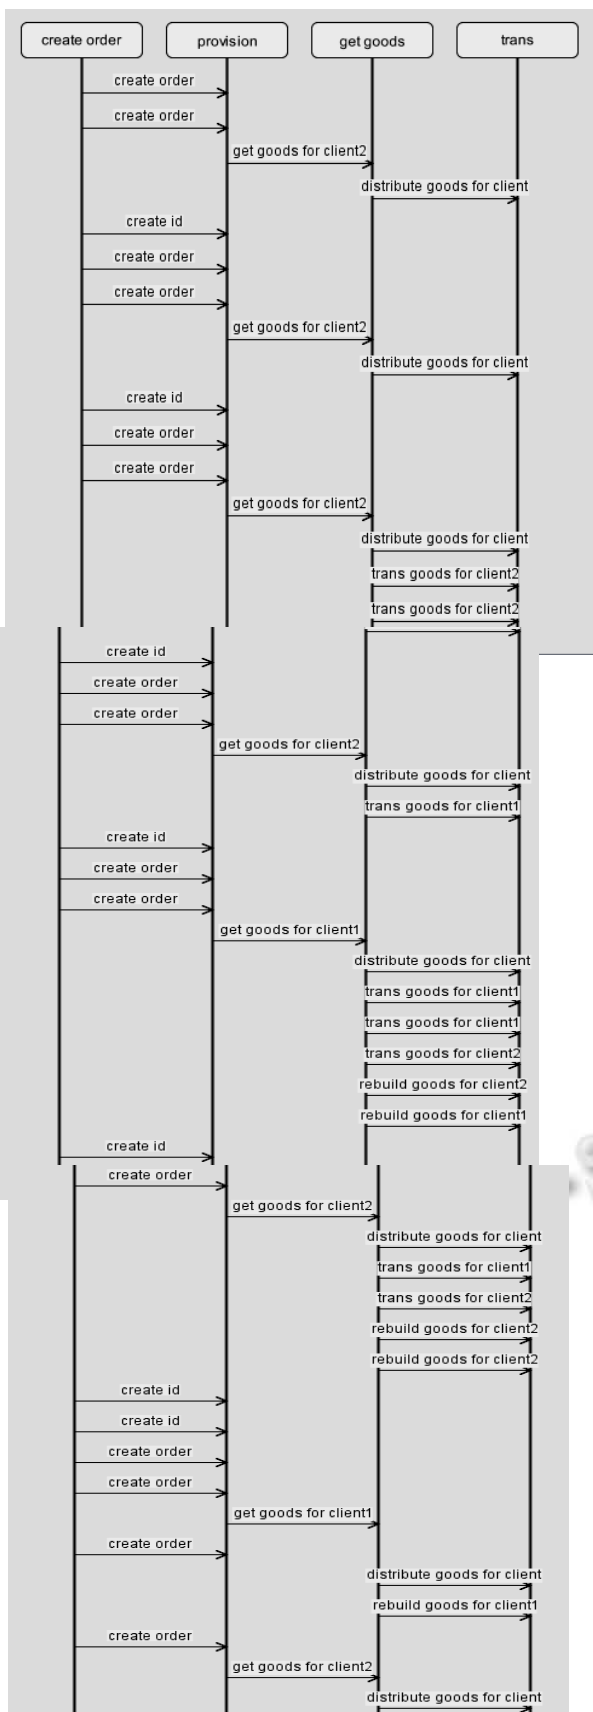 create order provision get goods trans
create order
create order
get goods for client2
distribute goods for client
create id
create order
create order
get goods for client2
distribute goods for client
create id
create order
create order
get goods for client2
distribute goods for client
trans goods for client2
trans goods for client2
create id
create order
create order
get goods for client2
distribute goods for client
trans goods for client1
create id
create order
create order
get goods for client1
distribute goods for client
trans goods for client1
trans goods for client1
trans goods for client2
rebuild goods for client2
rebuild goods for client1
create id
create order
get goods for client2
distribute goods for client
trans goods for client1
trans goods for client2
rebuild goods for client2
rebuild goods for client2
create id
create id
create order
create order
get goods for client1
create order
distribute goods for client
rebuild goods for client1
create order
get goods for client2
distribute goods for client